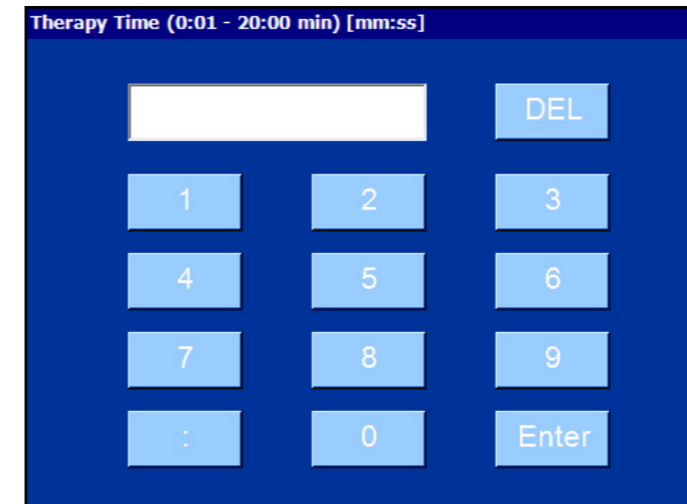 Therapy Time (0:01 - 20:00 min) [mm:ss]
DEL
1 2 3
4 5 6
7 8 9
: 0 Enter